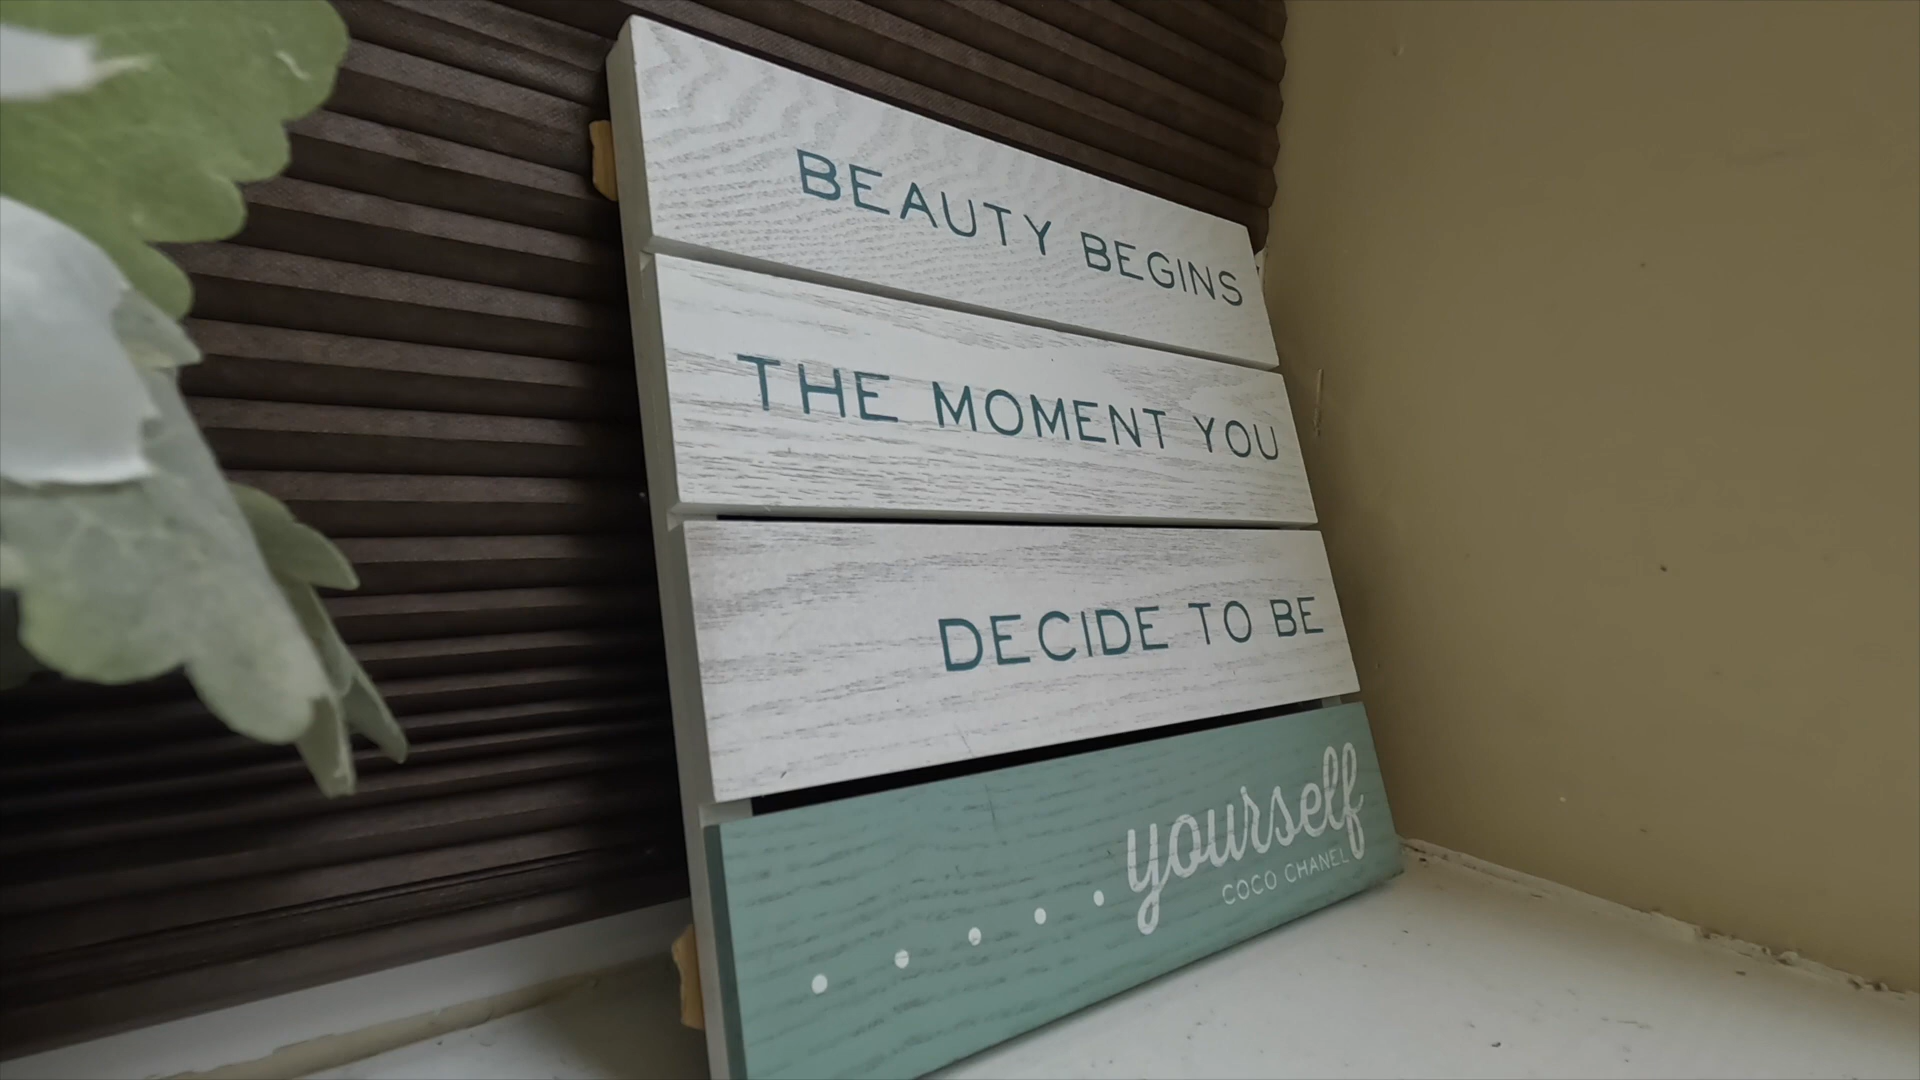 BEAUTY BEGINS
THE MOMENT YOU
DECIDE TO BE
.....yourself
COCO CHANEL